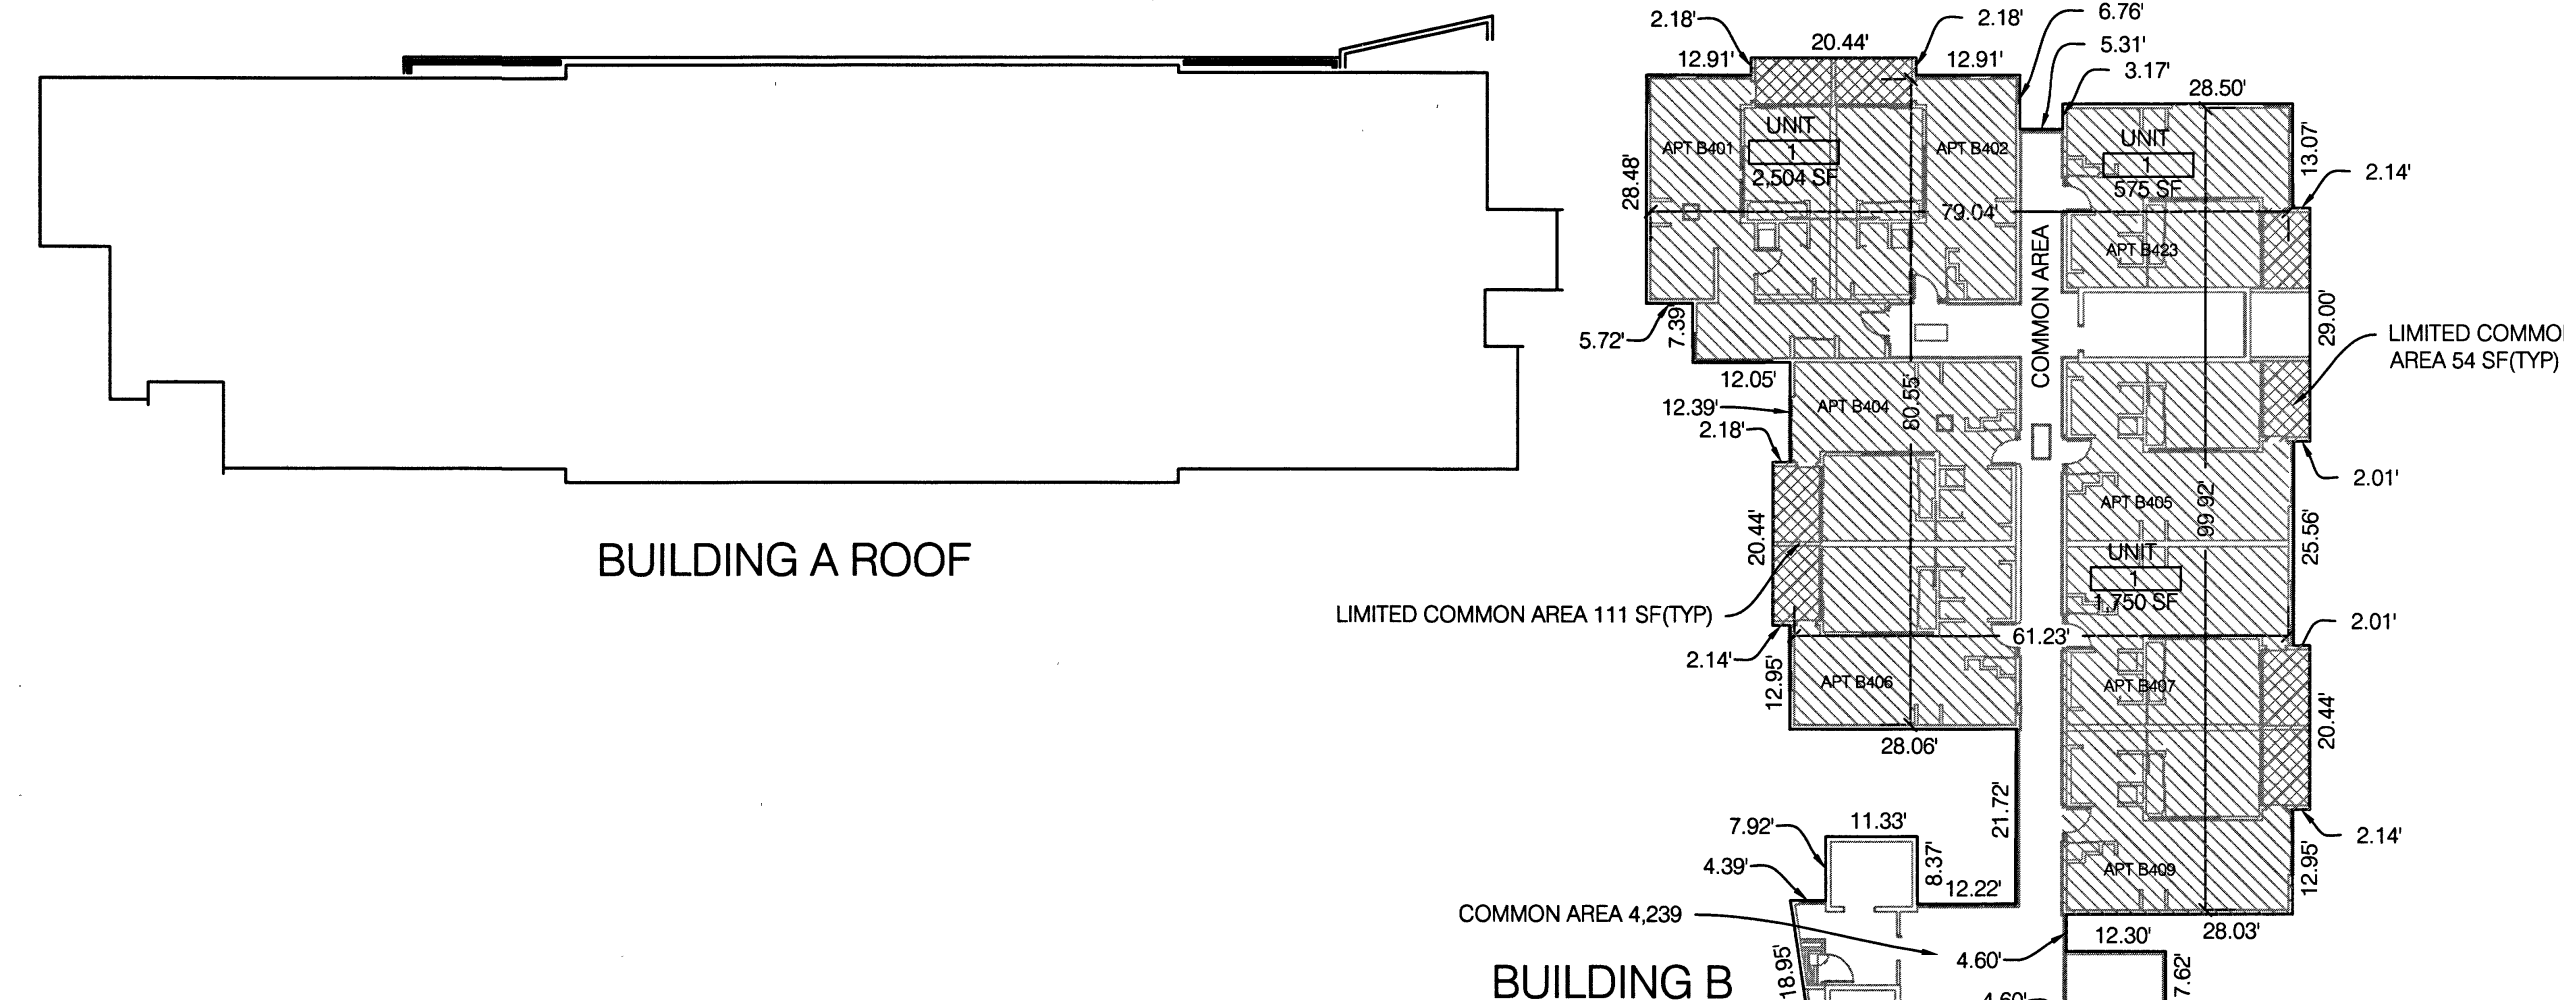 2.18'
20.44'
2.18'
6.76'
5.31'
3.17'
12.91'
12.91'
28.50'
UNIT
1
2,504 SF
APT B401
APT B402
UNIT
1
575 SF
13.07'
2.14'
28.48'
79.04'
APT B423
COMMON AREA
5.72'
7.39'
29.00'
LIMITED COMMO
AREA 54 SF(TYP)
12.05'
12.39'
APT B404
80.55'
2.18'
2.01'
APT B405
99.92'
20.44'
25.56'
BUILDING A ROOF
UNIT
1
1,750 SF
LIMITED COMMON AREA 111 SF(TYP)
61.23'
2.01'
2.14'
12.95'
APT B406
APT B407
20.44'
28.06'
21.72'
7.92'
11.33'
2.14'
4.39'
8.37'
12.22'
APT B409
12.95'
COMMON AREA 4,239
12.30'
28.03'
4.60'
BUILDING B
18.95'
7.62'
4.60'